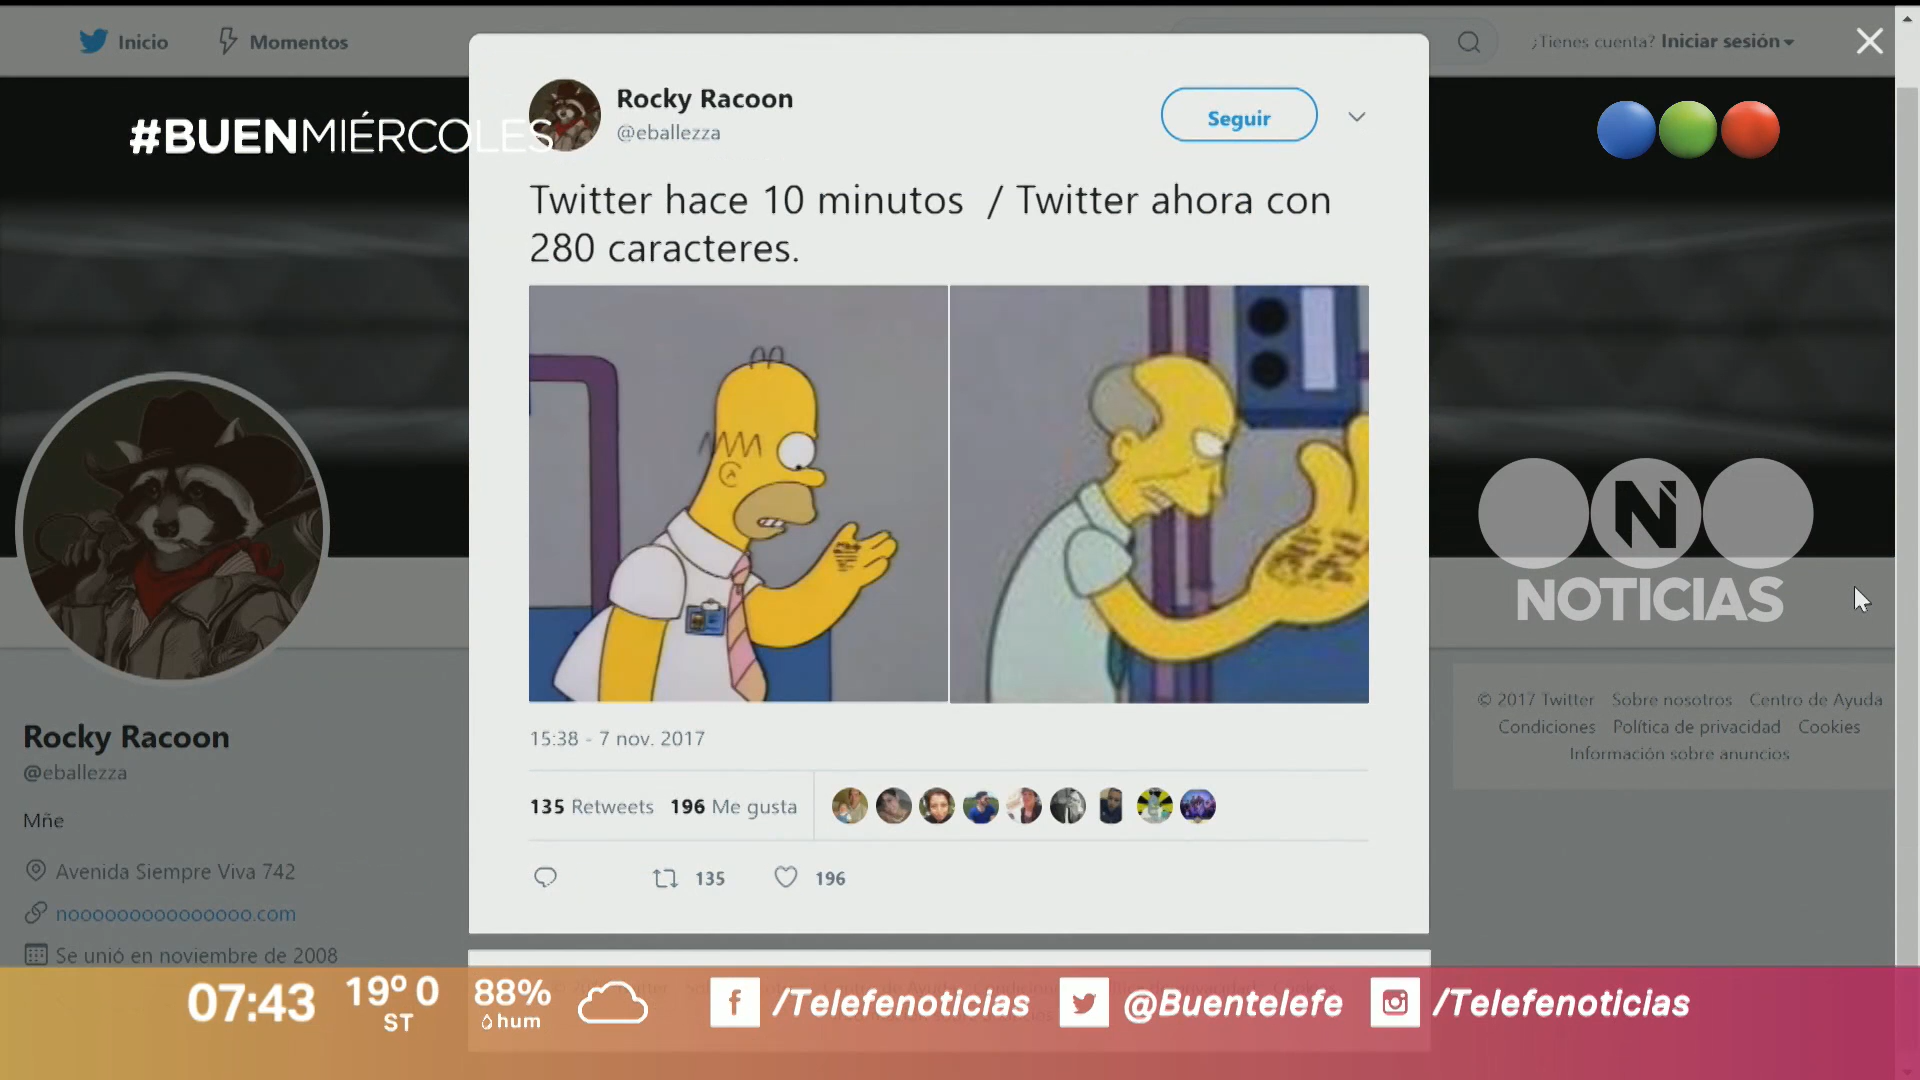 Inicio
Momentos
¿Tienes cuenta? Iniciar sesión
#BUENMIÉRCOLES
Rocky Racoon
@eballezza
Seguir
Twitter hace 10 minutos / Twitter ahora con
280 caracteres.
15:38 - 7 nov. 2017
135 Retweets 196 Me gusta
135
196
Rocky Racoon
@eballezza
Mñe
Avenida Siempre Viva 742
nooooooooooooooo.com
Se unió en noviembre de 2008
N
NOTICIAS
© 2017 Twitter Sobre nosotros Centro de Ayuda
Condiciones Política de privacidad Cookies
Información sobre anuncios
07:43
19º0
ST
88%
hum
/Telefenoticias
@Buentelefe
/Telefenoticias